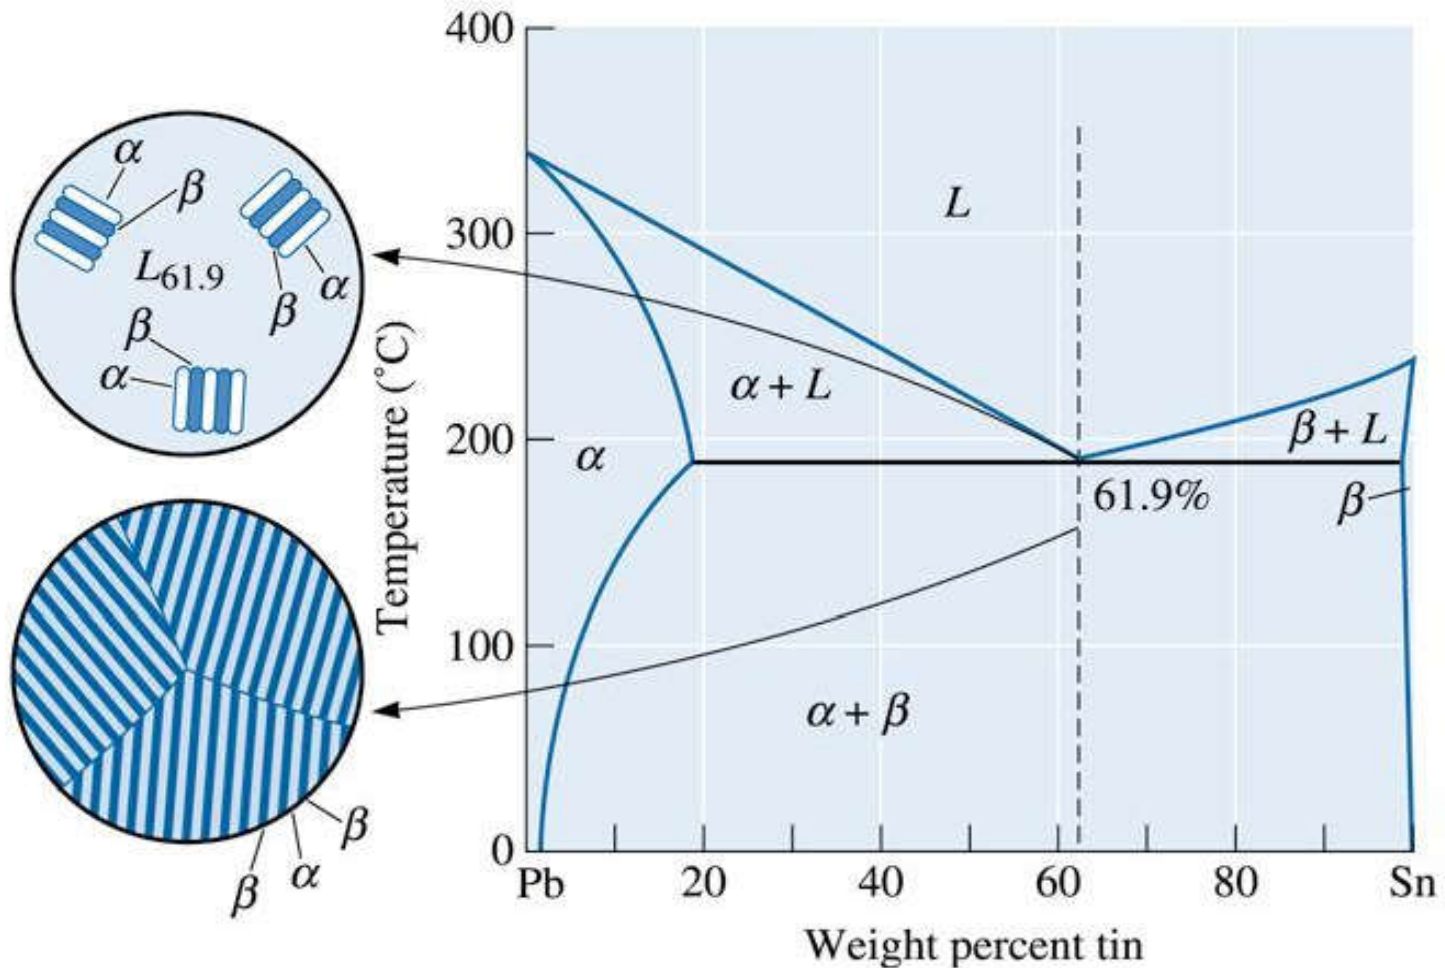 400
300
200
100
0
Temperature (°C)
Pb
20
40
60
80
Sn
Weight percent tin
L
α + L
α
β + L
61.9%
β
α + β
α
β
L61.9
β
α
β
α
β
α
β